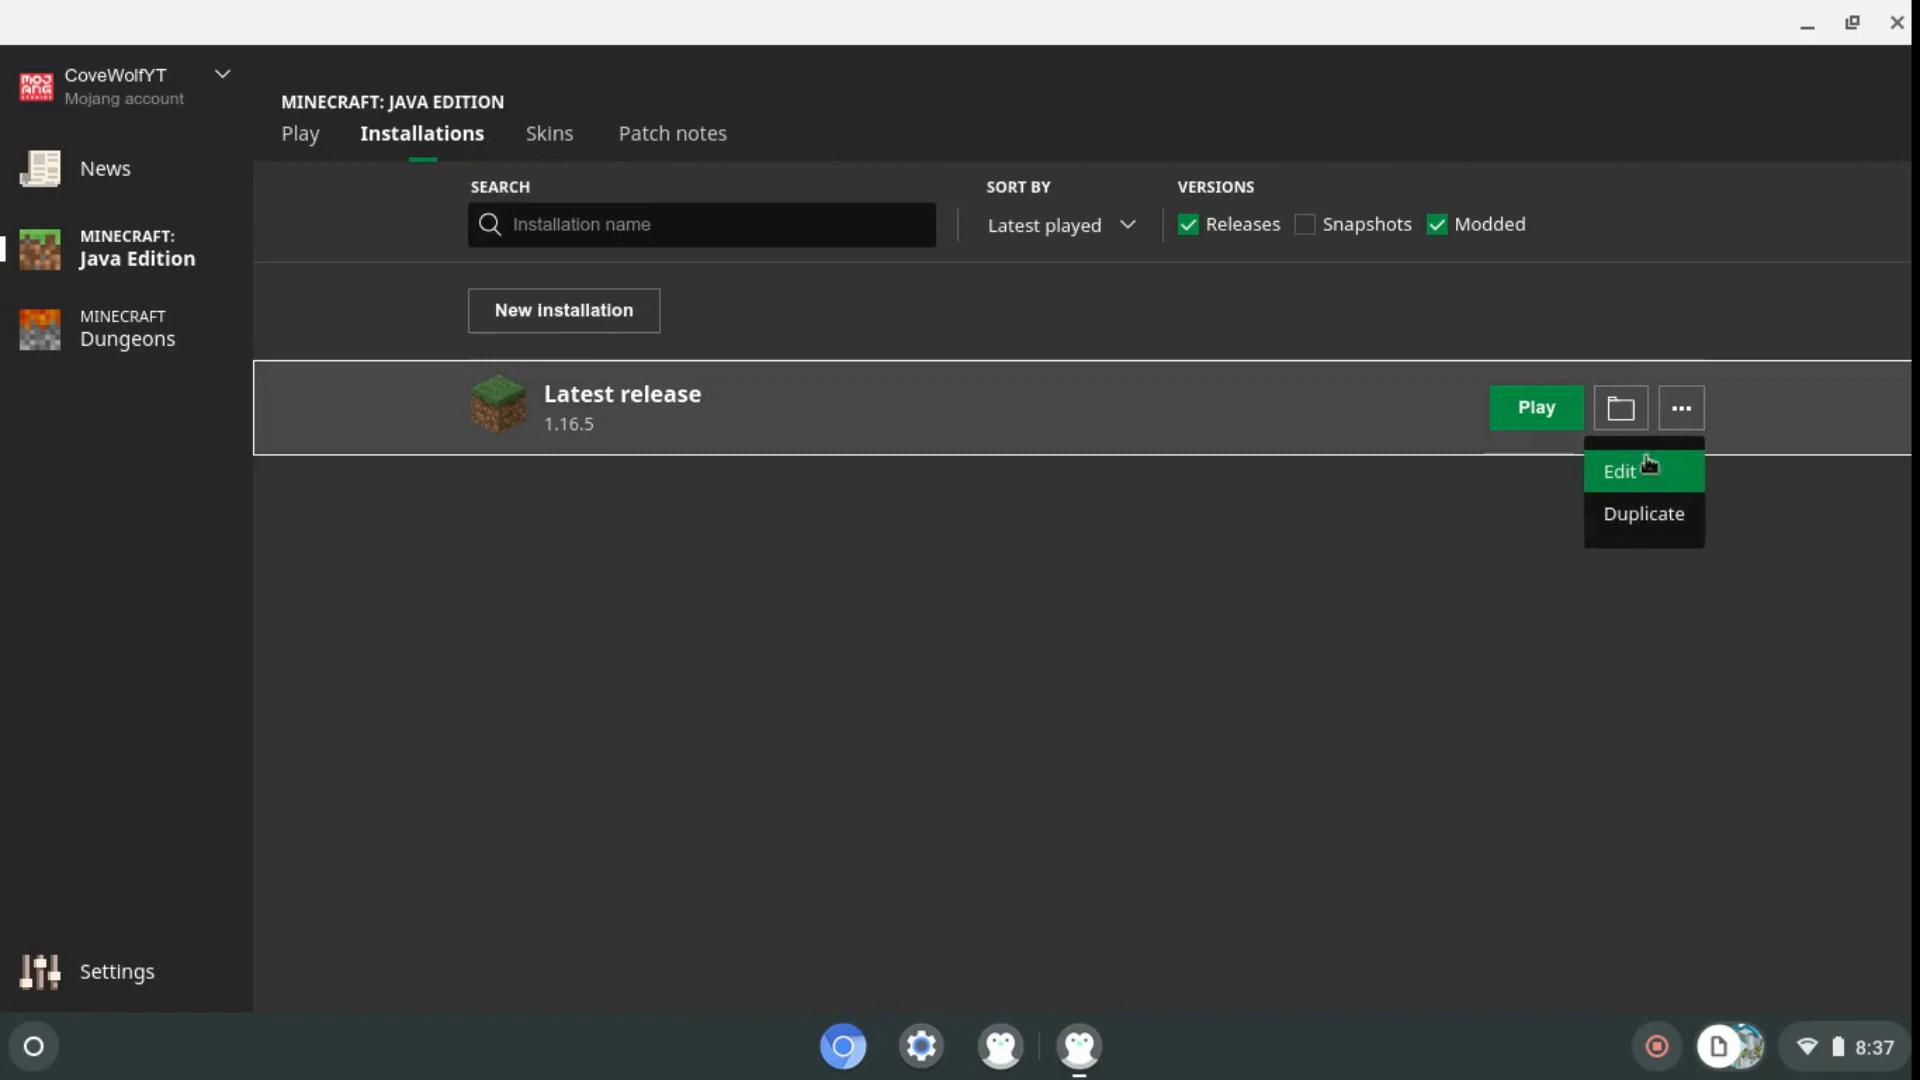 CoveWolfYT
Mojang account
News
MINECRAFT:
Java Edition
MINECRAFT
Dungeons
Settings
MINECRAFT: JAVA EDITION
Play Installations Skins Patch notes
SEARCH SORT BY VERSIONS
Installation name Latest played Releases Snapshots Modded
New installation
Latest release
1.16.5
Play
Edit
Duplicate
8:37